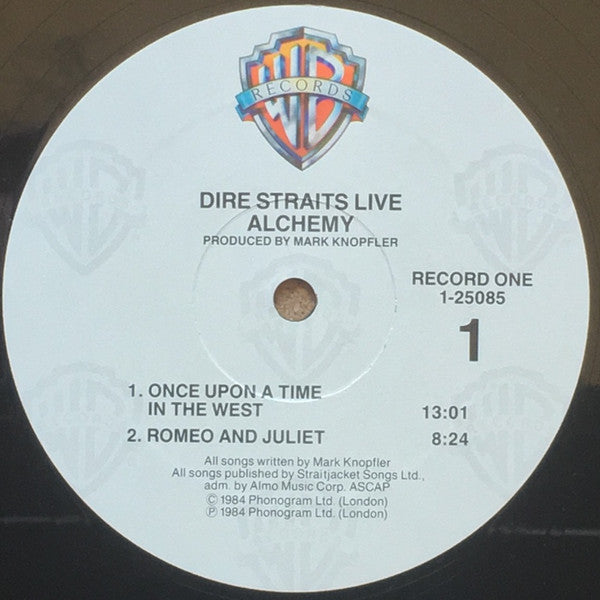 WB
RECORDS
DIRE STRAITS LIVE
ALCHEMY
PRODUCED BY MARK KNOPFLER
RECORD ONE
1-25085
1
1. ONCE UPON A TIME
IN THE WEST 13:01
2. ROMEO AND JULIET 8:24
All songs written by Mark Knopfler
All songs published by Straitjacket Songs Ltd.,
adm. by Almo Music Corp. ASCAP
Ⓒ 1984 Phonogram Ltd. (London)
Ⓟ 1984 Phonogram Ltd. (London)